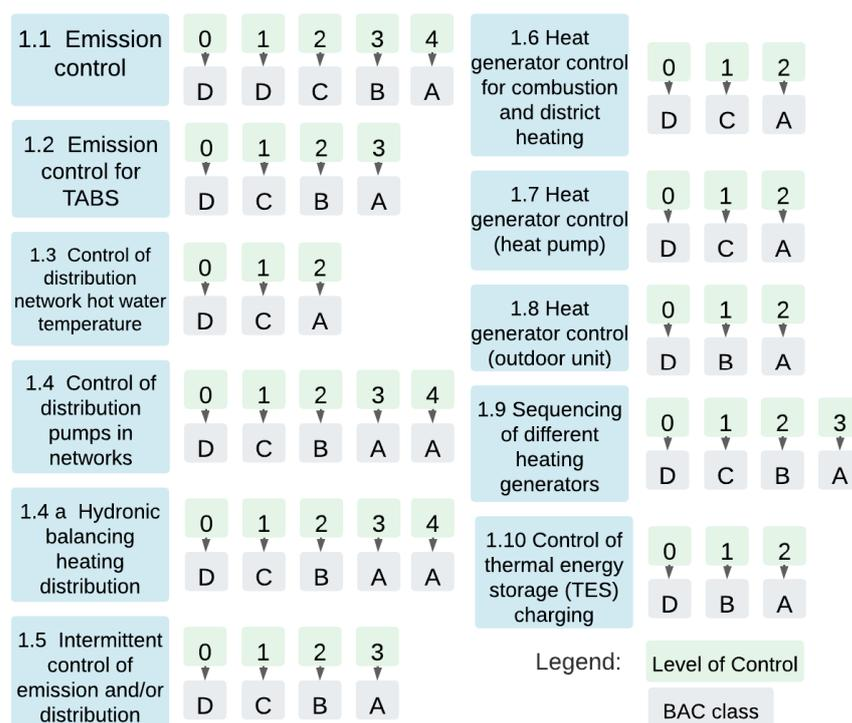 1.1 Emission
control
0 1 2 3 4
D D C B A
1.2 Emission
control for
TABS
0 1 2 3
D C B A
1.3 Control of
distribution
network hot water
temperature
0 1 2
D C A
1.4 Control of
distribution
pumps in
networks
0 1 2 3 4
D C B A A
1.4 a Hydronic
balancing
heating
distribution
0 1 2 3 4
D C B A A
1.5 Intermittent
control of
emission and/or
distribution
0 1 2 3
D C B A
1.6 Heat
generator control
for combustion
and district
heating
0 1 2
D C A
1.7 Heat
generator control
(heat pump)
0 1 2
D C A
1.8 Heat
generator control
(outdoor unit)
0 1 2
D B A
1.9 Sequencing
of different
heating
generators
0 1 2 3
D C B A
1.10 Control of
thermal energy
storage (TES)
charging
0 1 2
D B A
Legend:
Level of Control
BAC class